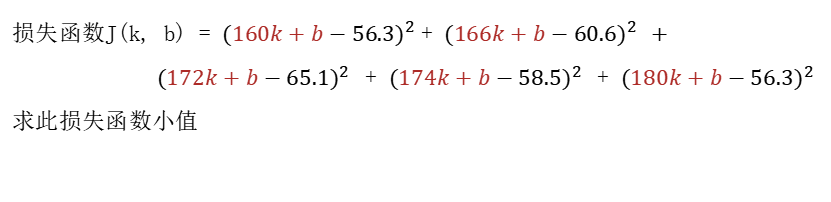 损失函数J(k, b) = (160k + b − 56.3)² + (166k + b − 60.6)² +
(172k + b − 65.1)² + (174k + b − 58.5)² + (180k + b − 56.3)²
求此损失函数小值